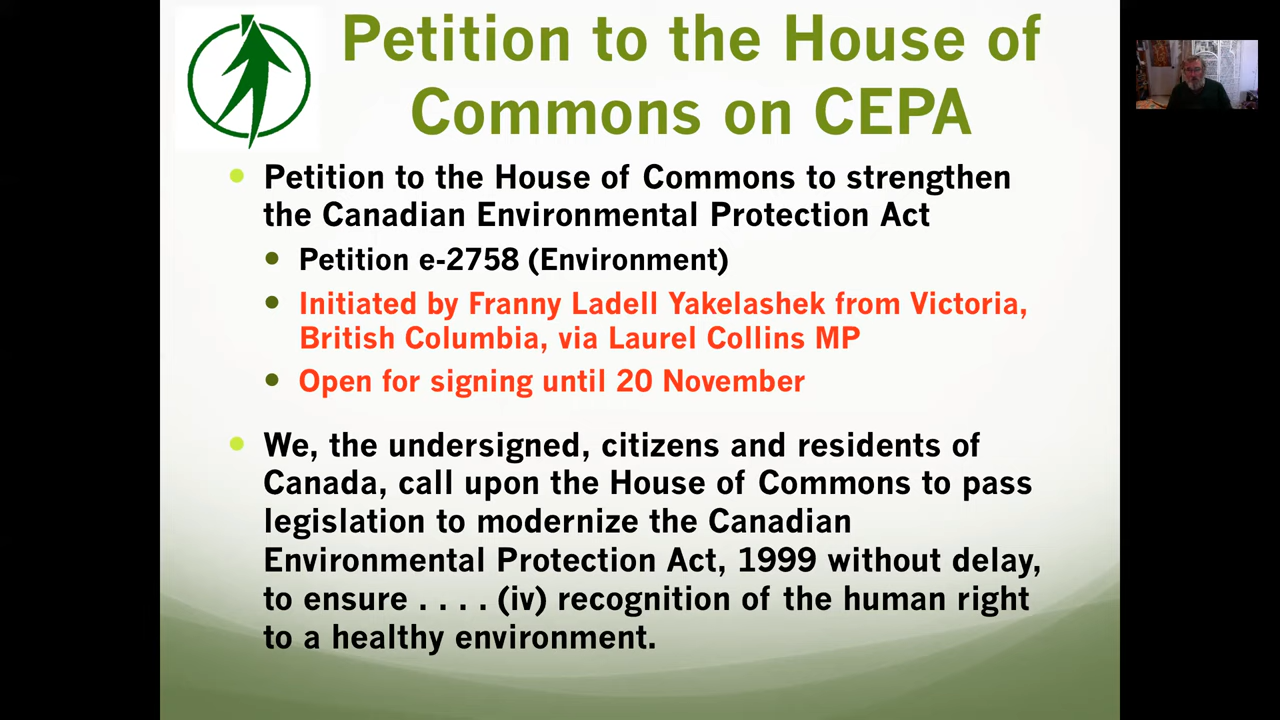 Petition to the House of
Commons on CEPA
Petition to the House of Commons to strengthen
the Canadian Environmental Protection Act
Petition e-2758 (Environment)
Initiated by Franny Ladell Yakelashek from Victoria,
British Columbia, via Laurel Collins MP
Open for signing until 20 November
We, the undersigned, citizens and residents of
Canada, call upon the House of Commons to pass
legislation to modernize the Canadian
Environmental Protection Act, 1999 without delay,
to ensure . . . . (iv) recognition of the human right
to a healthy environment.